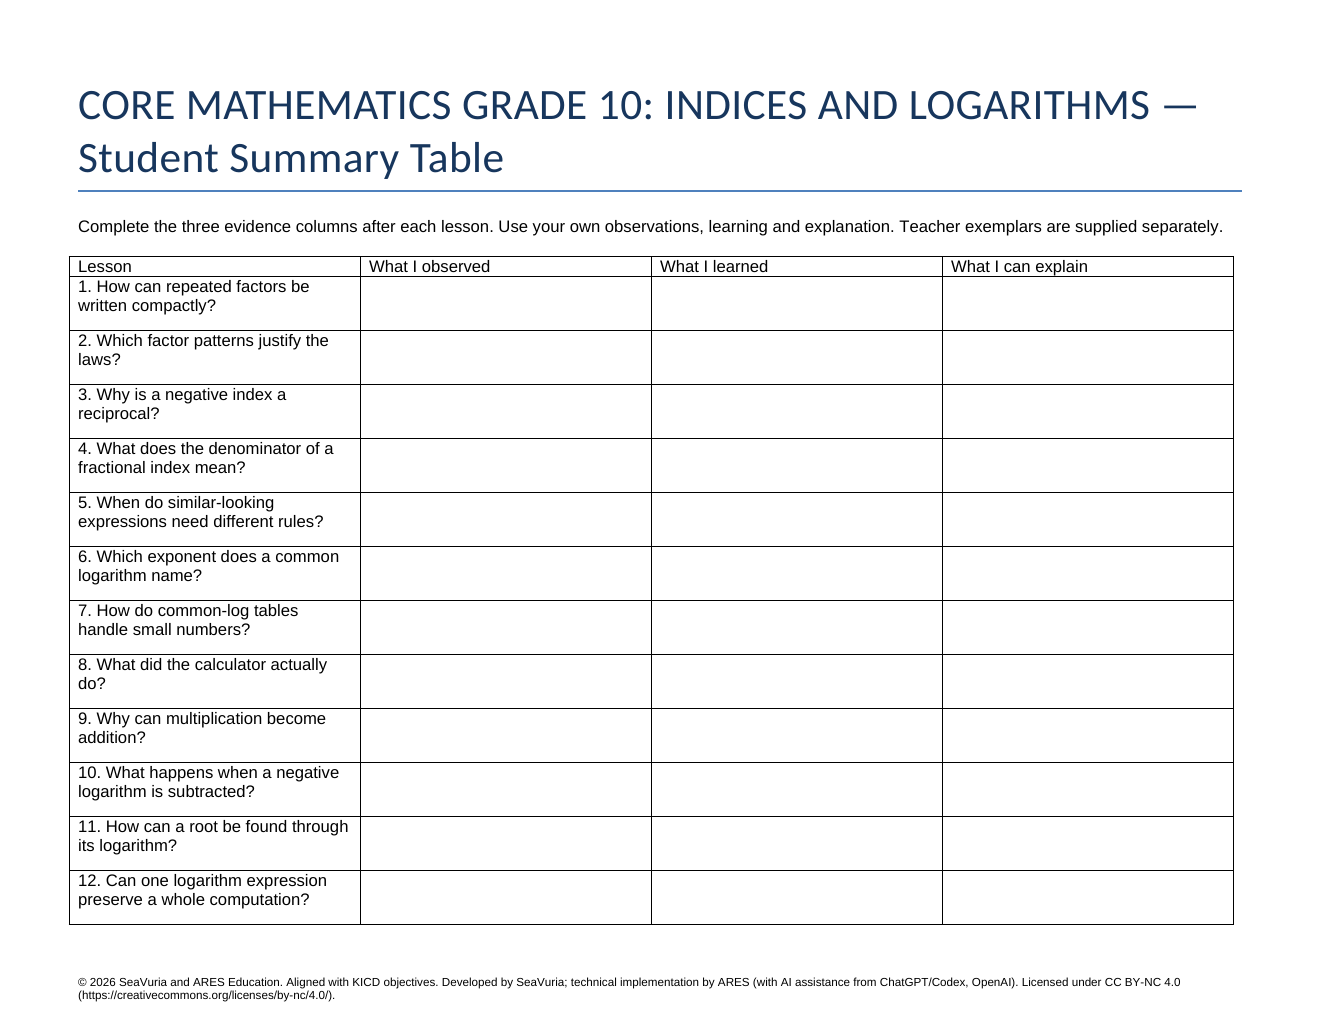 CORE MATHEMATICS GRADE 10: INDICES AND LOGARITHMS —
Student Summary Table
Complete the three evidence columns after each lesson. Use your own observations, learning and explanation. Teacher exemplars are supplied separately.
Lesson What I observed What I learned What I can explain
1. How can repeated factors be
written compactly?
2. Which factor patterns justify the
laws?
3. Why is a negative index a
reciprocal?
4. What does the denominator of a
fractional index mean?
5. When do similar-looking
expressions need different rules?
6. Which exponent does a common
logarithm name?
7. How do common-log tables
handle small numbers?
8. What did the calculator actually
do?
9. Why can multiplication become
addition?
10. What happens when a negative
logarithm is subtracted?
11. How can a root be found through
its logarithm?
12. Can one logarithm expression
preserve a whole computation?
© 2026 SeaVuria and ARES Education. Aligned with KICD objectives. Developed by SeaVuria; technical implementation by ARES (with AI assistance from ChatGPT/Codex, OpenAI). Licensed under CC BY-NC 4.0
(https://creativecommons.org/licenses/by-nc/4.0/).